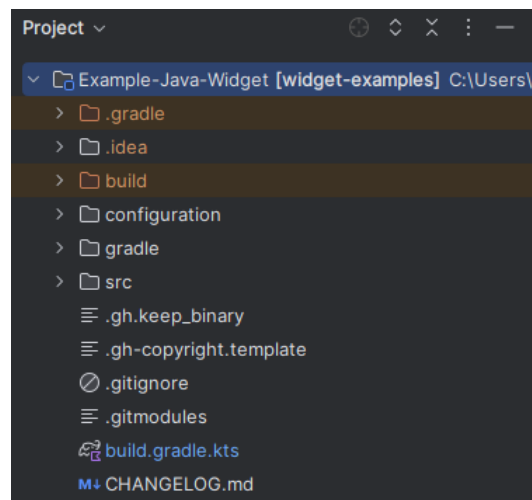 Project
Example-Java-Widget [widget-examples] C:\Users\
.gradle
.idea
build
configuration
gradle
src
.gh.keep_binary
.gh-copyright.template
.gitignore
.gitmodules
build.gradle.kts
M↓ CHANGELOG.md